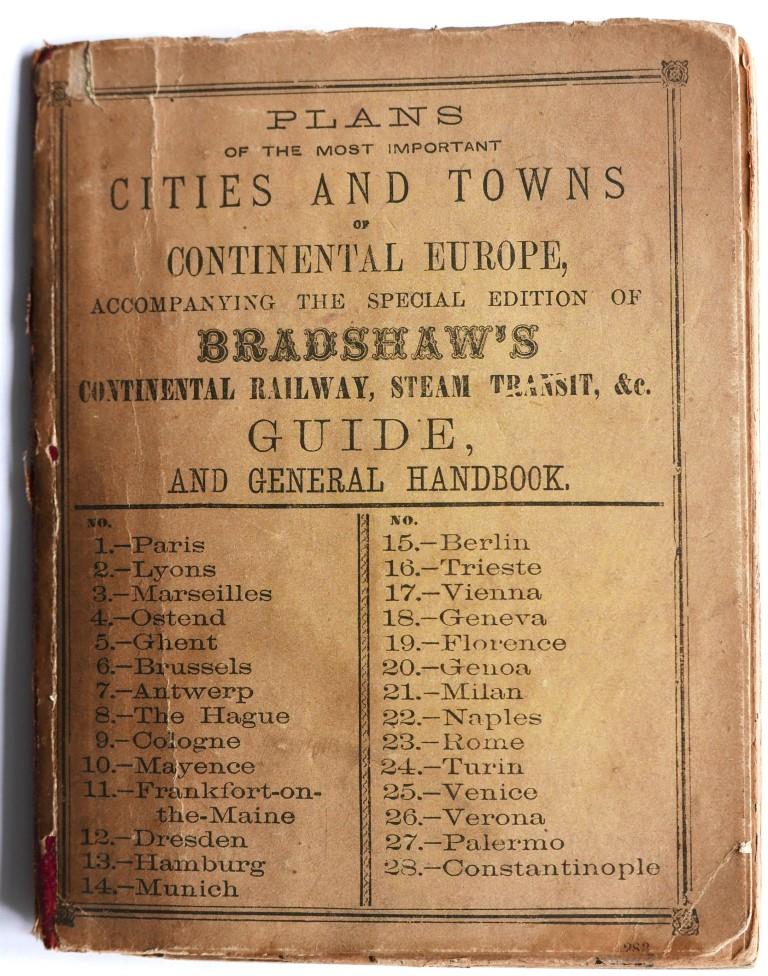 PLANS
OF THE MOST IMPORTANT
CITIES AND TOWNS
OF
CONTINENTAL EUROPE,
ACCOMPANYING THE SPECIAL EDITION OF
BRADSHAW'S
CONTINENTAL RAILWAY, STEAM TRANSIT, &c.
GUIDE,
AND GENERAL HANDBOOK.
NO.
1.—Paris
2.—Lyons
3.—Marseilles
4.—Ostend
5.—Ghent
6.—Brussels
7.—Antwerp
8.—The Hague
9.—Cologne
10.—Mayence
11.—Frankfort-on-
the-Maine
12.—Dresden
13.—Hamburg
14.—Munich
NO.
15.—Berlin
16.—Trieste
17.—Vienna
18.—Geneva
19.—Florence
20.—Genoa
21.—Milan
22.—Naples
23.—Rome
24.—Turin
25.—Venice
26.—Verona
27.—Palermo
28.—Constantinople